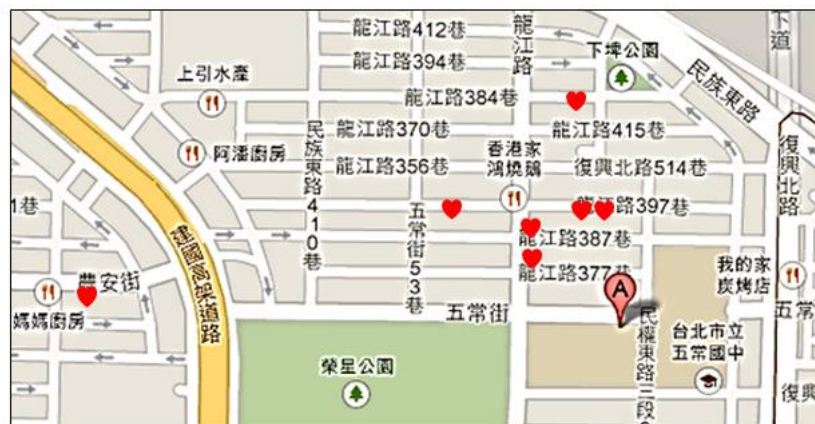 龍江路412巷
龍江路394巷
龍江路
下埤公園
下道
上引水產
龍江路384巷
民族東路
龍江路370巷
龍江路415巷
阿潘廚房
民族東路410巷
龍江路356巷
香港家
鴻燒鵝
復興北路514巷
復興北路
1巷
五常街53巷
龍江路397巷
龍江路387巷
建國高架道路
農安街
龍江路377巷
我的家
炭烤店
媽媽廚房
五常街
A
五常
台北市立
五常國中
民權東路三段
榮星公園
復興